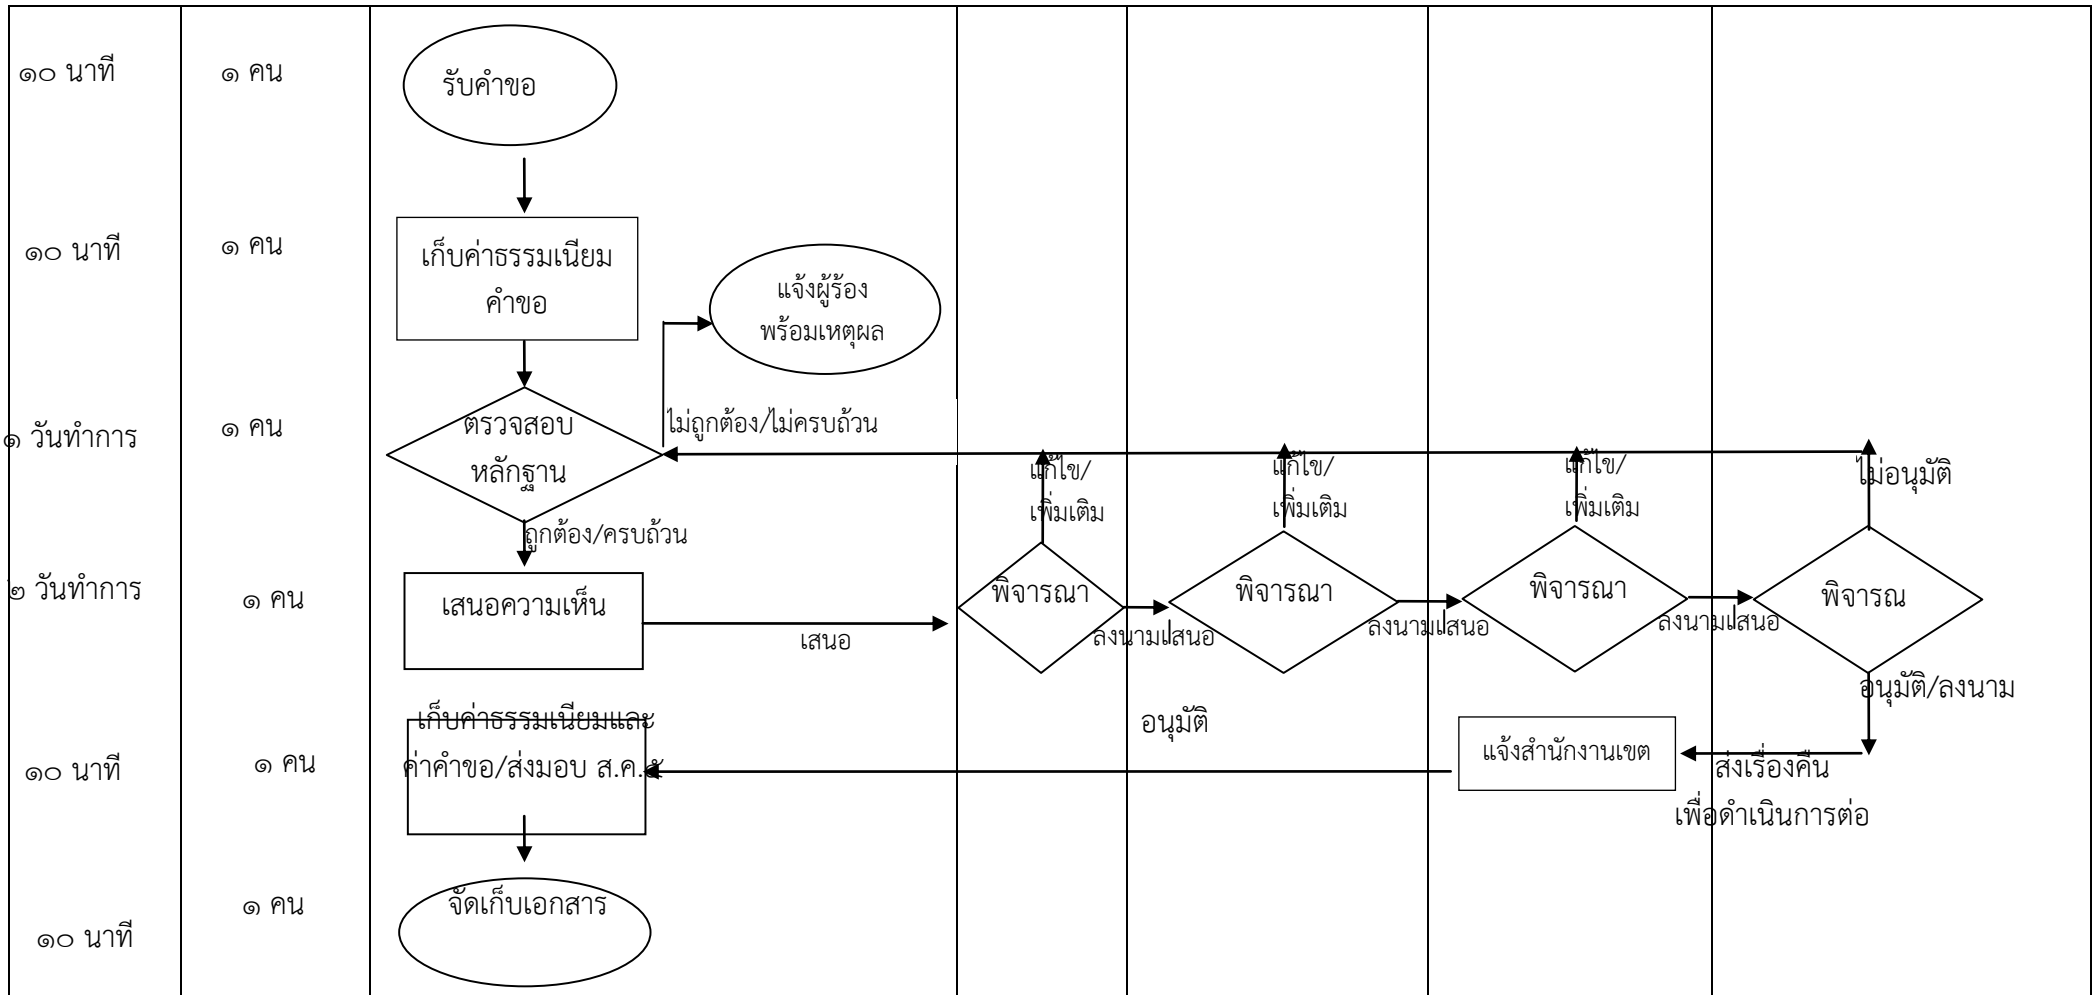 ๑๐ นาที
๑ คน
รับคำขอ
๑๐ นาที
๑ คน
เก็บค่าธรรมเนียม
คำขอ
แจ้งผู้ร้อง
พร้อมเหตุผล
๑ วันทำการ
๑ คน
ตรวจสอบ
หลักฐาน
ไม่ถูกต้อง/ไม่ครบถ้วน
แก้ไข/
เพิ่มเติม
แก้ไข/
เพิ่มเติม
แก้ไข/
เพิ่มเติม
ไม่อนุมัติ
ถูกต้อง/ครบถ้วน
๒ วันทำการ
๑ คน
เสนอความเห็น
เสนอ
พิจารณา
ลงนามเสนอ
พิจารณา
ลงนามเสนอ
พิจารณา
ลงนามเสนอ
พิจารณ
อนุมัติ/ลงนาม
๑๐ นาที
๑ คน
เก็บค่าธรรมเนียมและ
ค่าคำขอ/ส่งมอบ ส.ค.๕
อนุมัติ
แจ้งสำนักงานเขต
ส่งเรื่องคืน
เพื่อดำเนินการต่อ
๑๐ นาที
๑ คน
จัดเก็บเอกสาร